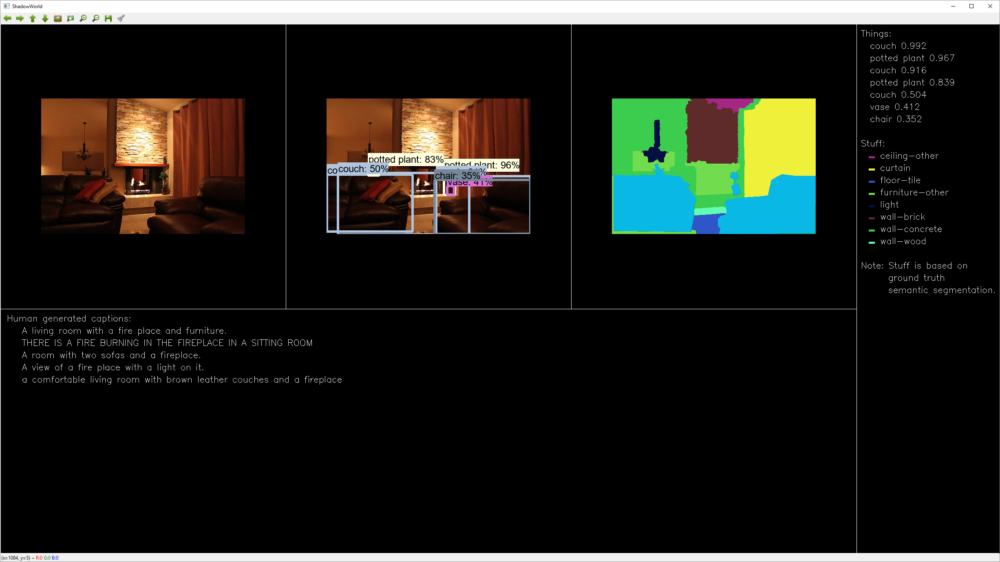 ShadowWorld
potted plant: 83%
potted plant: 96%
co
couch: 50%
chair: 35%
vase: 41%
Things:
couch 0.992
potted plant 0.967
couch 0.916
potted plant 0.839
couch 0.504
vase 0.412
chair 0.352
Stuff:
ceiling-other
curtain
floor-tile
furniture-other
light
wall-brick
wall-concrete
wall-wood
Note: Stuff is based on
ground truth
semantic segmentation.
Human generated captions:
A living room with a fire place and furniture.
THERE IS A FIRE BURNING IN THE FIREPLACE IN A SITTING ROOM
A room with two sofas and a fireplace.
A view of a fire place with a light on it.
a comfortable living room with brown leather couches and a fireplace
(x=1084, y=5) ~ R:0 G:0 B:0